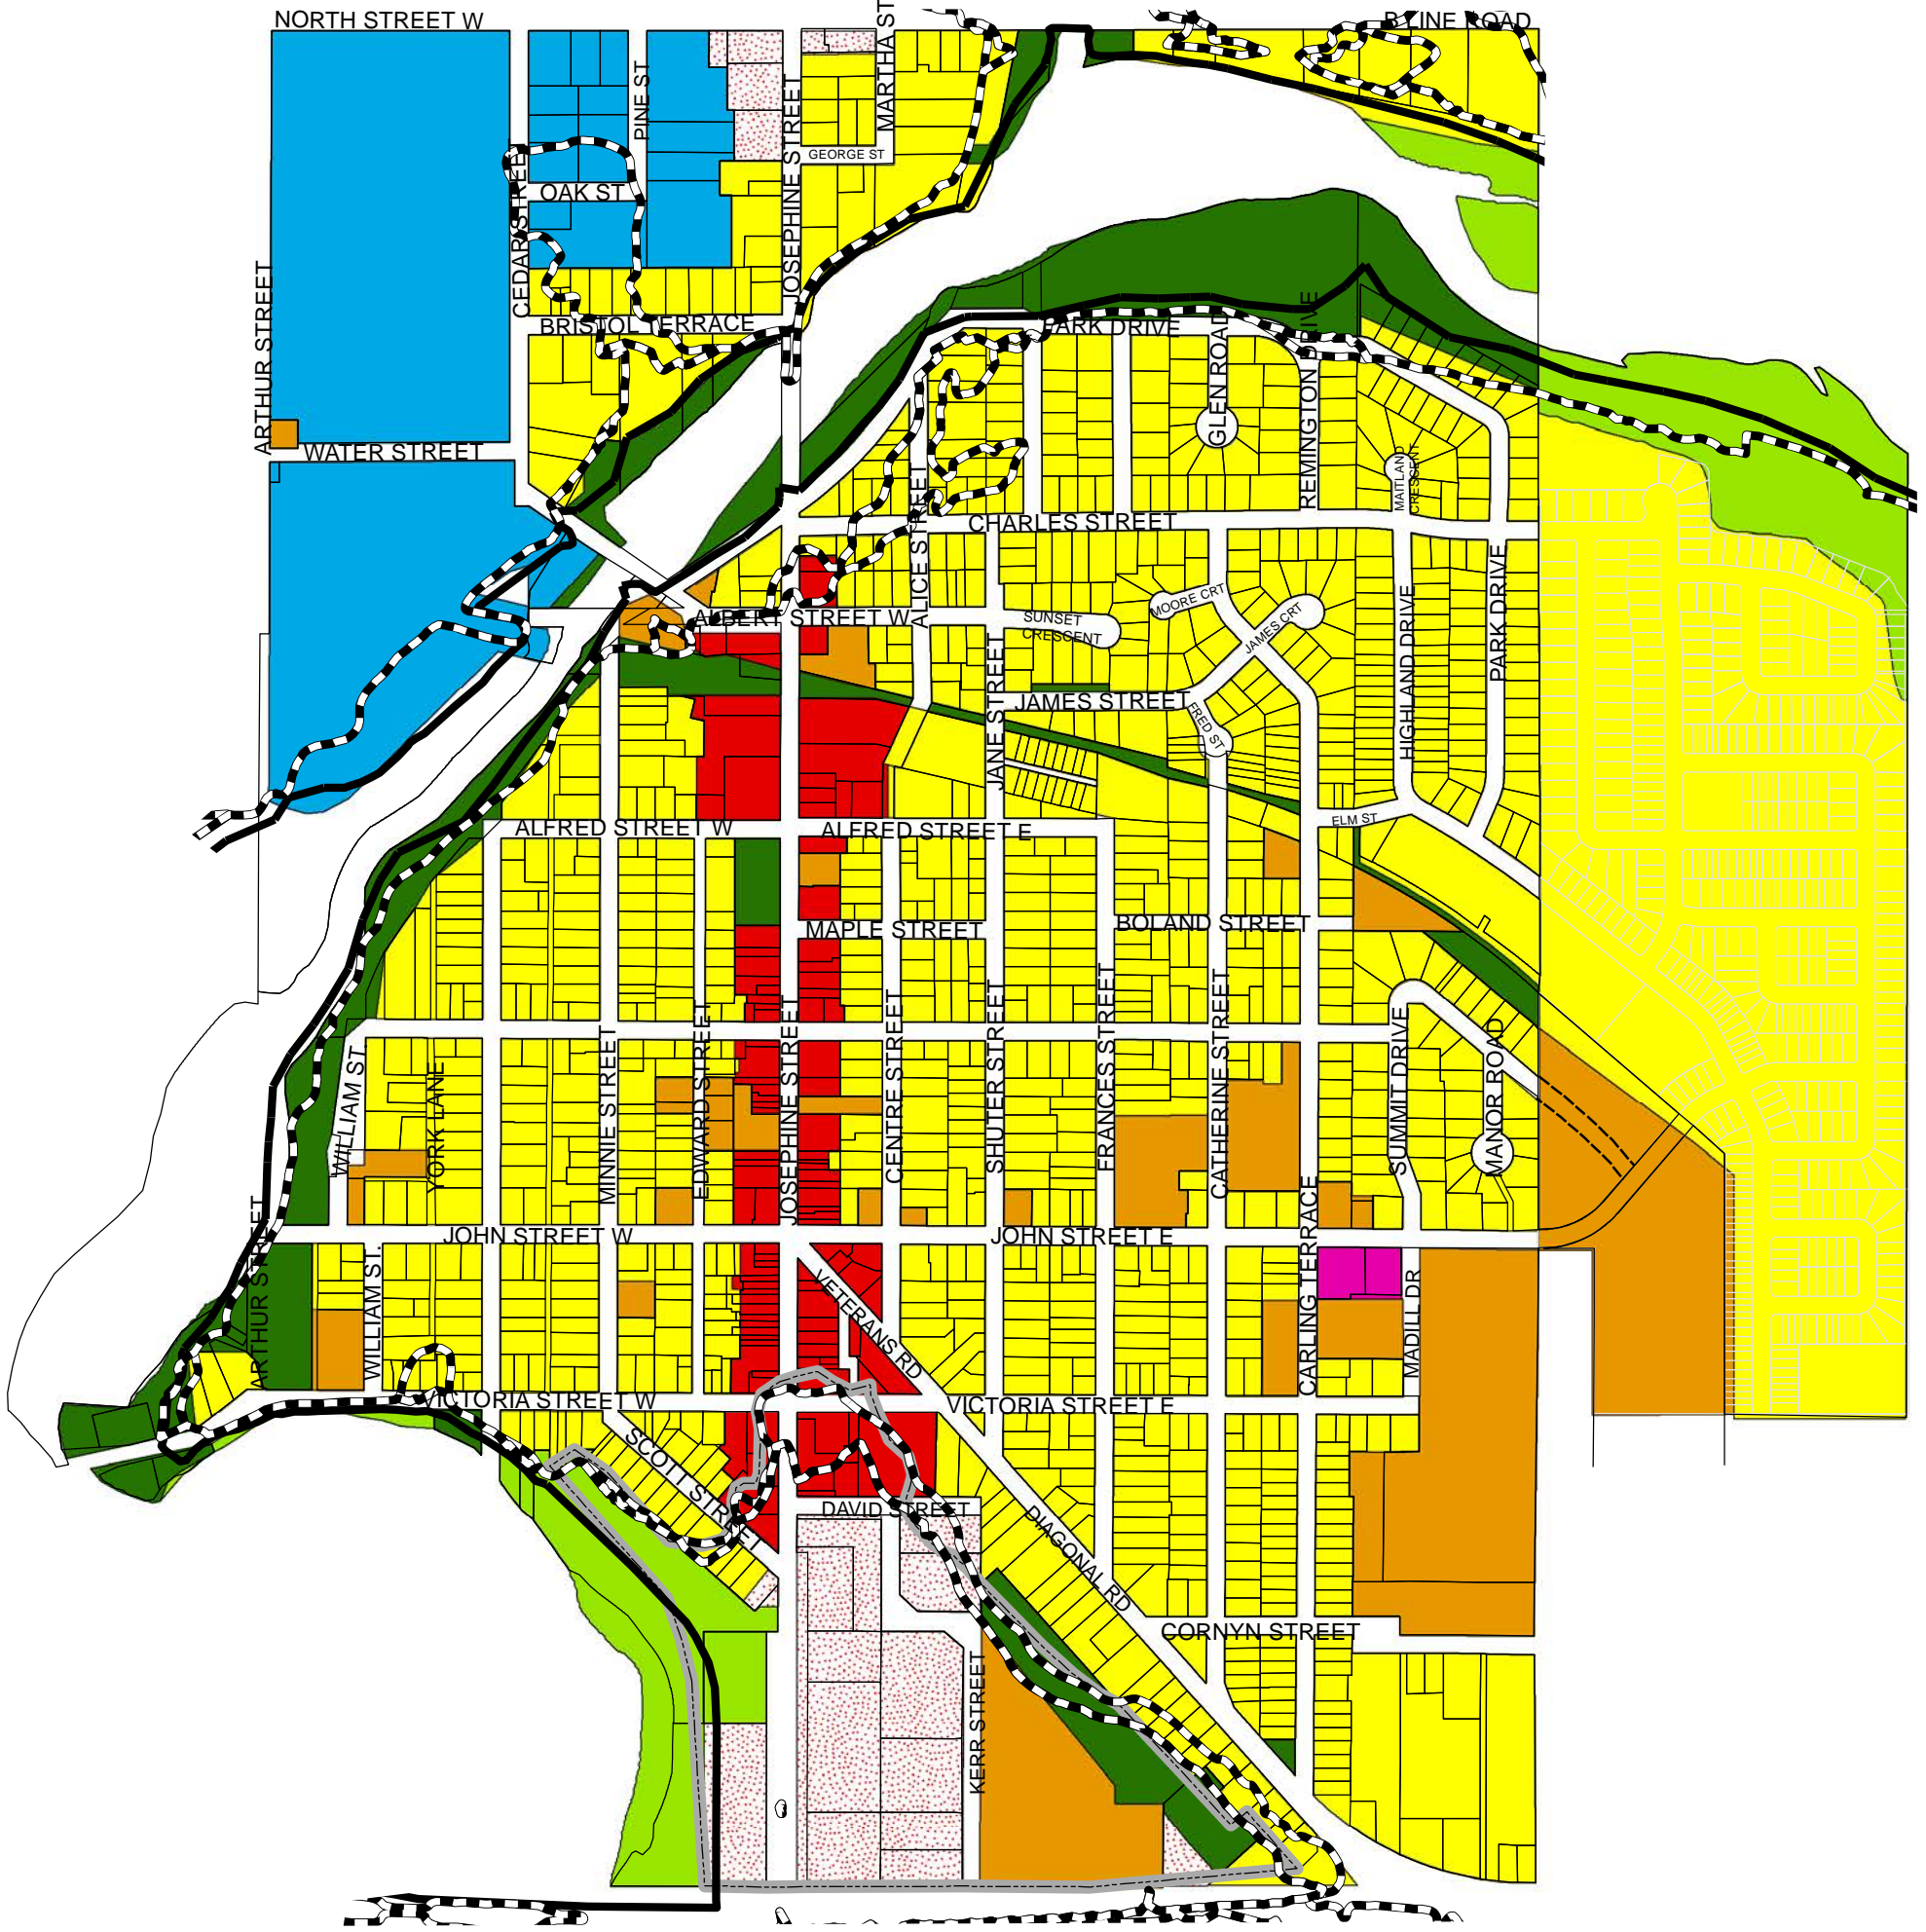 NORTH STREET W
B LINE ROAD
MARTHA ST
PINE ST
JOSEPHINE STREET
GEORGE ST
CEDAR STREET
OAK ST
ARTHUR STREET
BRISTOL TERRACE
PARK DRIVE
GLEN ROAD
REMINGTON DRIVE
WATER STREET
MAITLAND
CRESCENT
ALICE STREET
CHARLES STREET
MOORE CRT
JAMES CRT
ALBERT STREET W
SUNSET
CRESCENT
HIGHLAND DRIVE
PARK DRIVE
JANE STREET
JAMES STREET
FRED ST
ELM ST
ALFRED STREET W
ALFRED STREET E
MAPLE STREET
BOLAND STREET
WILLIAM ST.
YORK LANE
MINNIE STREET
EDWARD STREET
JOSEPHINE STREET
CENTRE STREET
SHUTER STREET
FRANCES STREET
CATHERINE STREET
SUMMIT DRIVE
MANOR ROAD
ARTHUR STREET
JOHN STREET W
JOHN STREET E
WILLIAM ST.
VETERANS RD
CARLING TERRACE
MADILL DR
VICTORIA STREET W
VICTORIA STREET E
SCOTT STREET
DAVID STREET
DIAGONAL RD
CORNYN STREET
KERR STREET